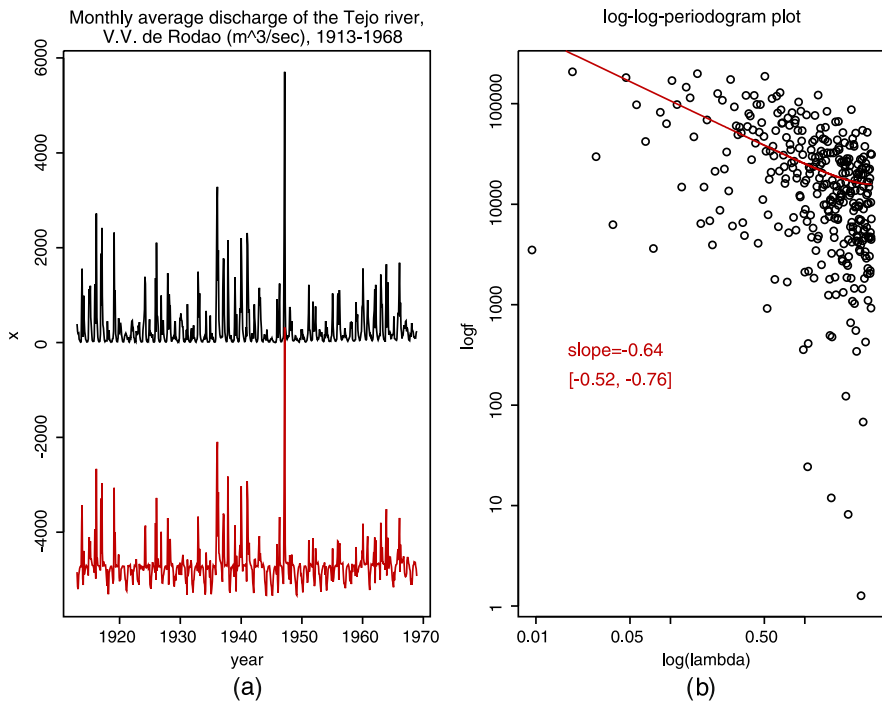 Monthly average discharge of the Tejo river,
V.V. de Rodao (m^3/sec), 1913-1968
x
6000
4000
2000
0
-2000
-4000
1920 1930 1940 1950 1960 1970
year
(a)
log-log-periodogram plot
logf
100000
10000
1000
100
10
1
slope=-0.64
[-0.52, -0.76]
0.01 0.05 0.50
log(lambda)
(b)